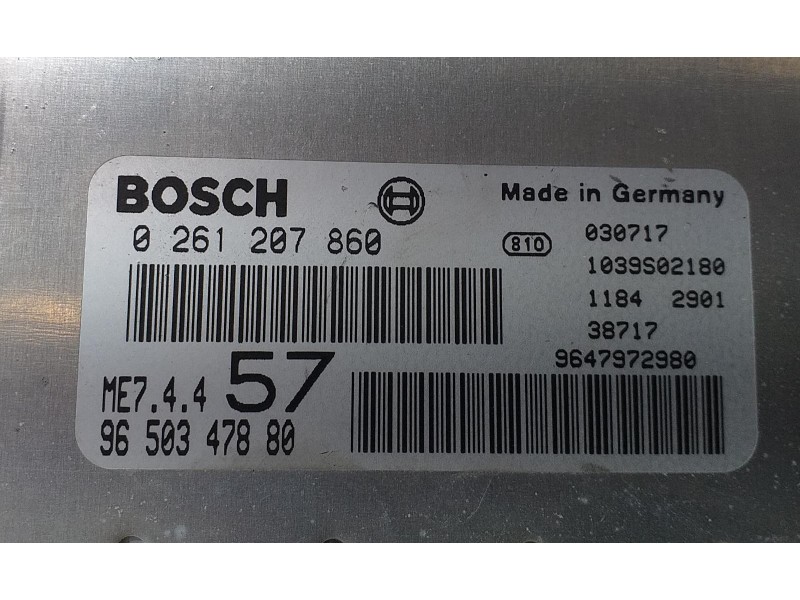 BOSCH
Made in Germany
0 261 207 860
810
030717
1039S02180
1184 2901
38717
9647972980
ME7.4.4 57
96 503 478 80